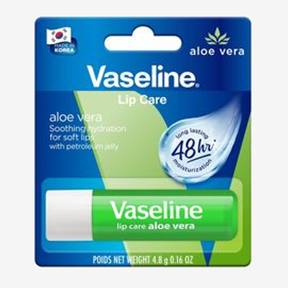 MADE IN
KOREA
aloe vera
Vaseline®
Lip Care
aloe vera
Soothing hydration
for soft lips
with petroleum jelly
long lasting
48hr*
moisturization
Vaseline
lip care aloe vera
POIDS NET WEIGHT 4.8 g 0.16 OZ